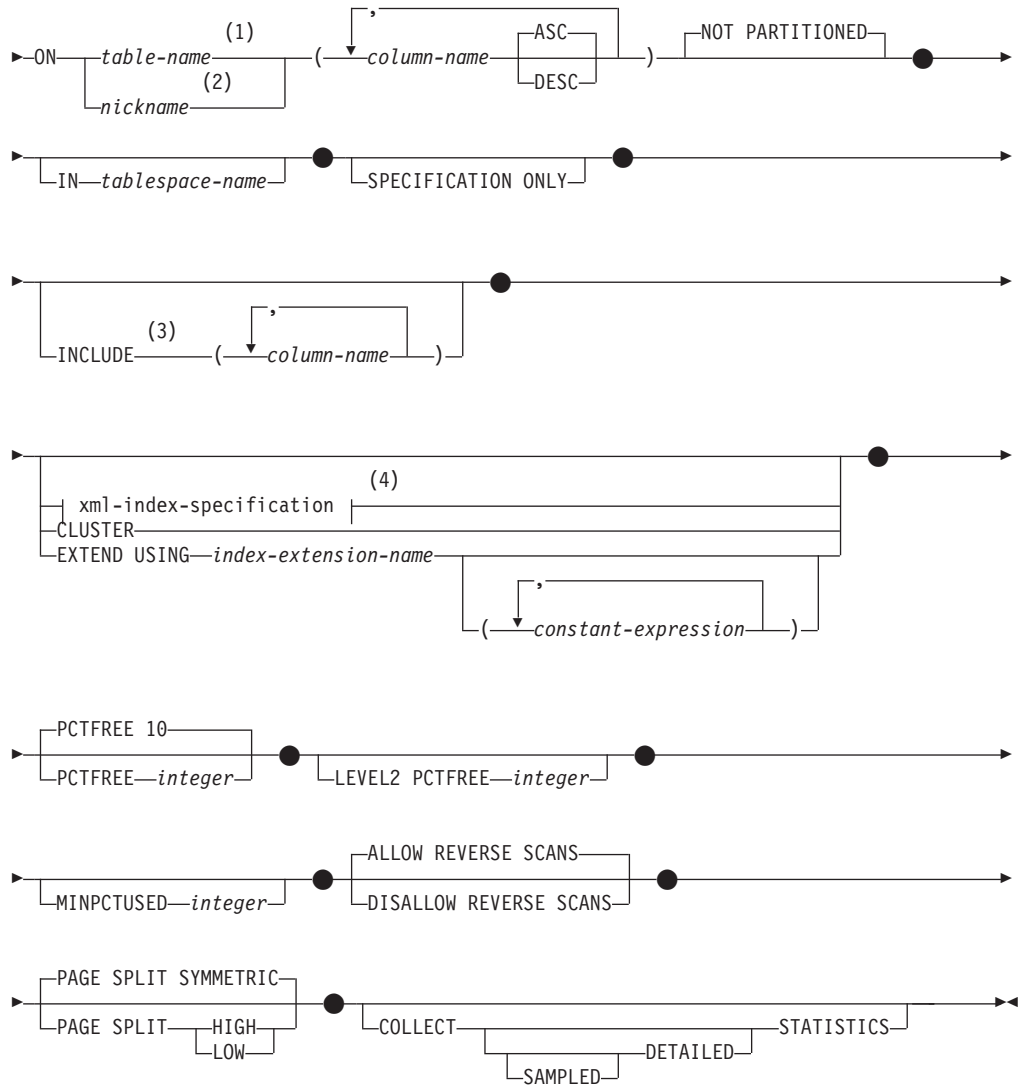 ,
(1) ASC NOT PARTITIONED
ON table-name ( column-name )
(2) DESC
nickname
IN tablespace-name SPECIFICATION ONLY
,
(3)
INCLUDE ( column-name )
(4)
xml-index-specification
CLUSTER
EXTEND USING index-extension-name
,
( constant-expression )
PCTFREE 10
PCTFREE integer LEVEL2 PCTFREE integer
ALLOW REVERSE SCANS
MINPCTUSED integer DISALLOW REVERSE SCANS
PAGE SPLIT SYMMETRIC
PAGE SPLIT HIGH COLLECT STATISTICS
LOW DETAILED
SAMPLED